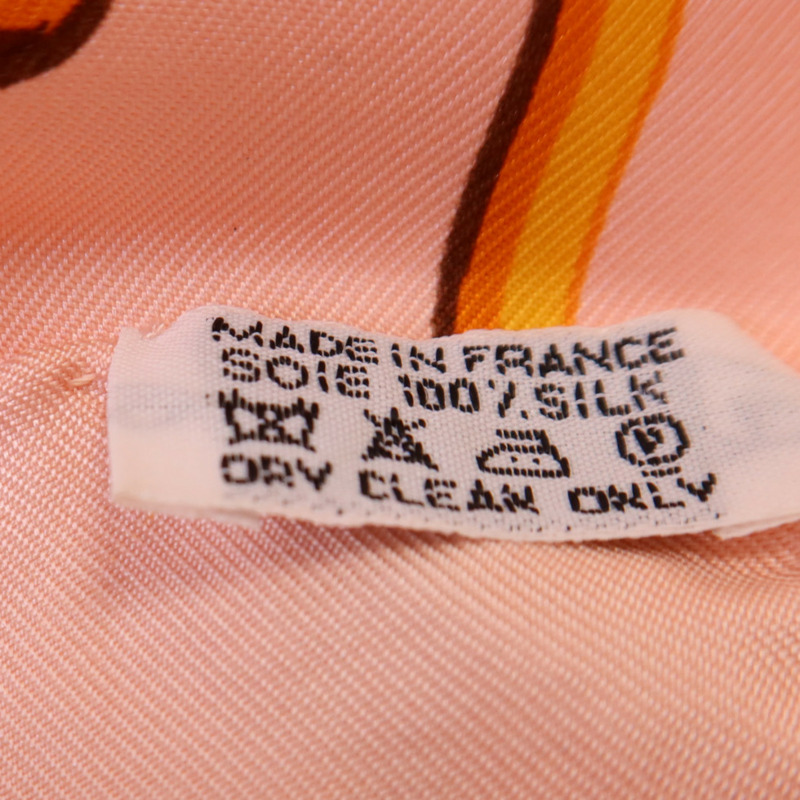 MADE IN FRANCE
SOIE 100% SILK
DRY CLEAN ONLY